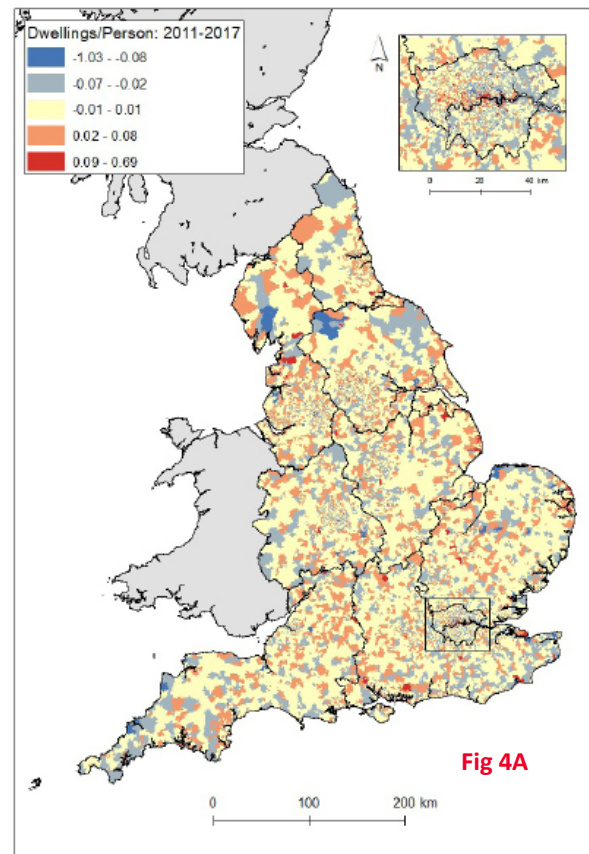 Dwellings/Person: 2011-2017
-1.03 - -0.08
-0.07 - -0.02
-0.01 - 0.01
0.02 - 0.08
0.09 - 0.69
N
0 20 40 km
Fig 4A
0 100 200 km